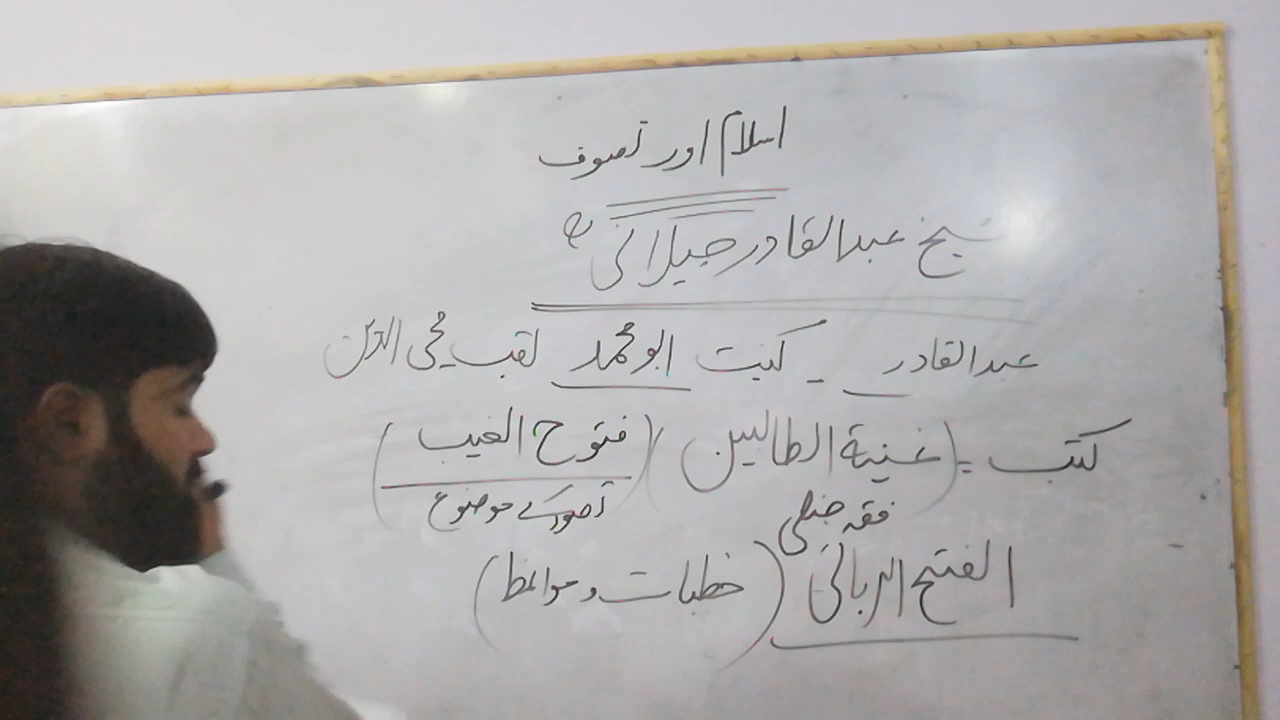 اسلام اور تصوف
شیخ عبدالقادر جیلانیؒ
عبدالقادر - کنیت ابو محمد لقب محی الدین
کتب = (غنیۃ الطالبین) (فتوح الغیب)
فقہ حنبلی تصوف کے موضوع
الفتح الربانی (خطبات و مواعظ)